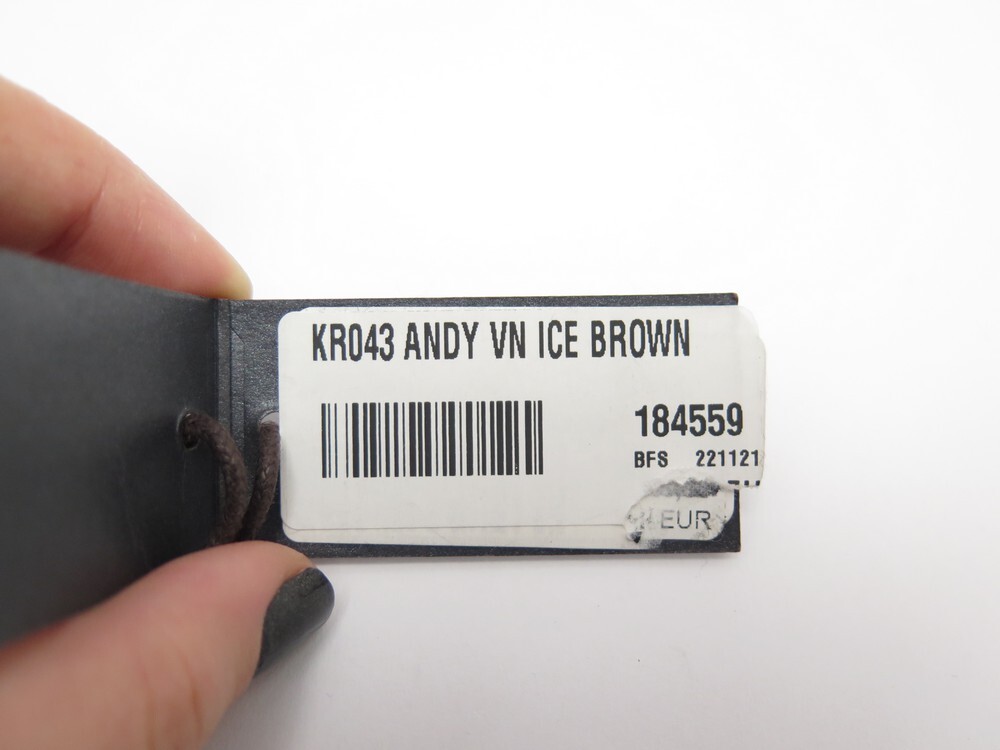 KR043 ANDY VN ICE BROWN
184559
BFS 221121
EUR